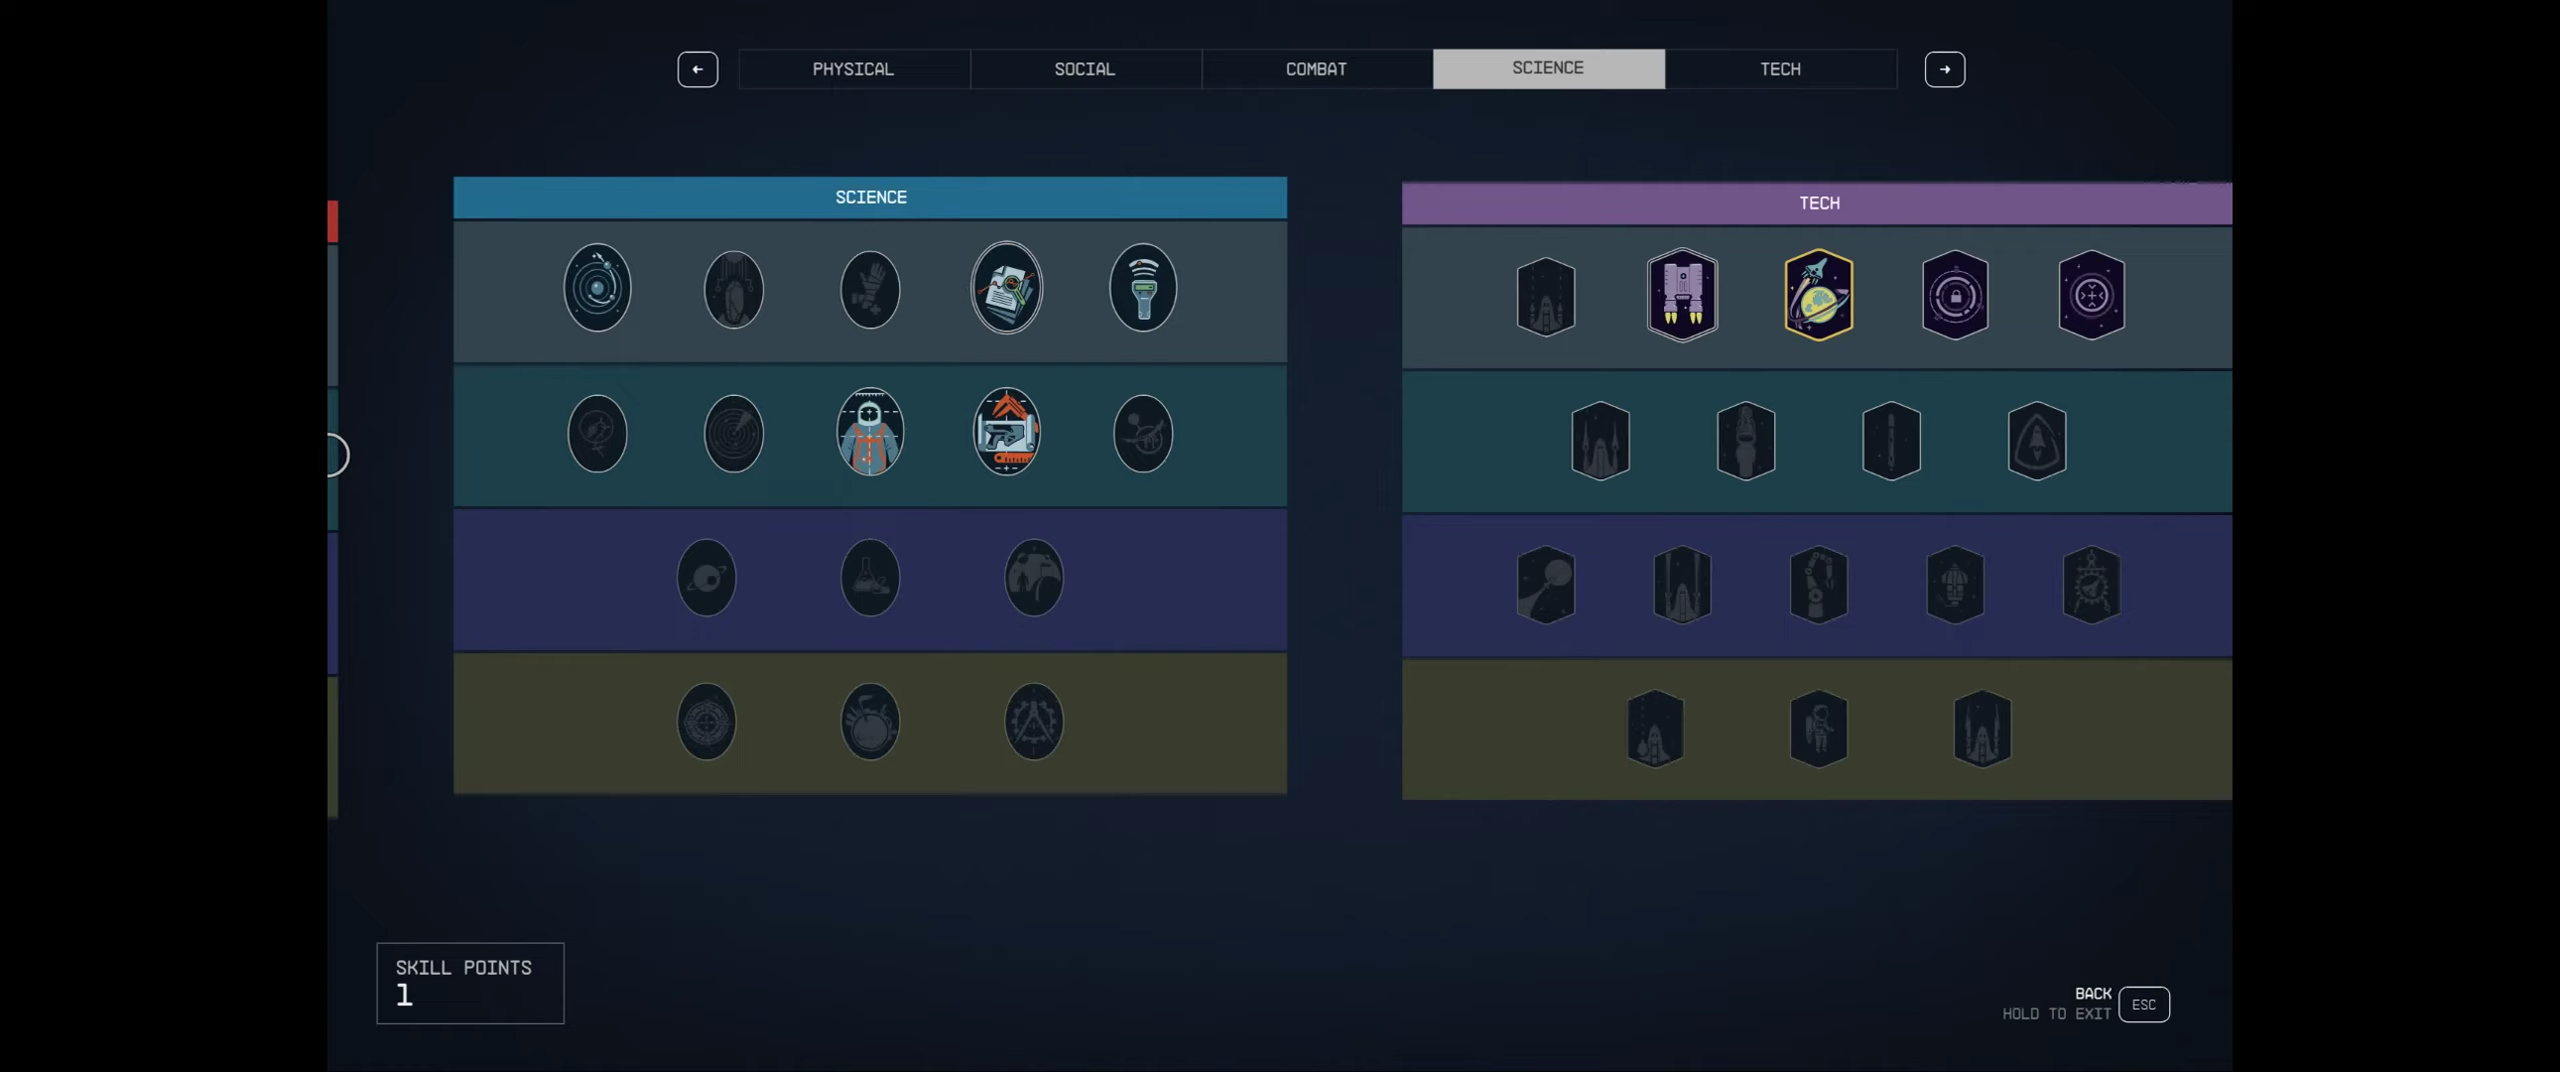 PHYSICAL
SOCIAL
COMBAT
SCIENCE
TECH
SCIENCE
TECH
SKILL POINTS
1
BACK
HOLD TO EXIT
ESC